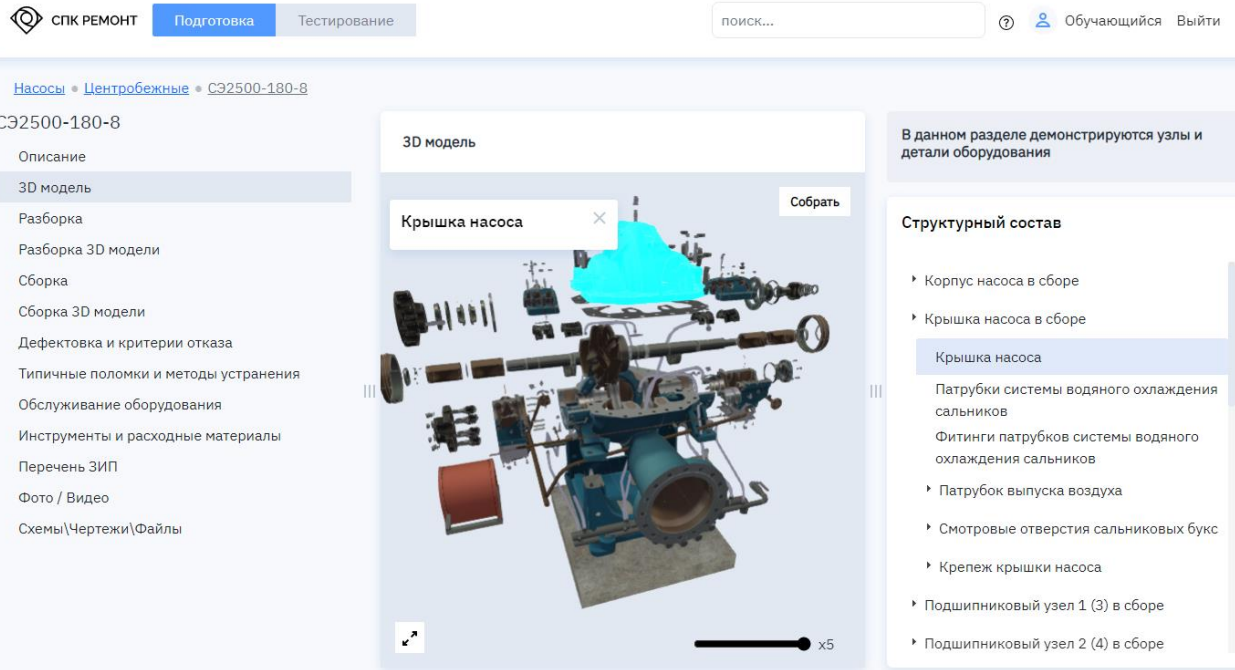 СПК РЕМОНТ
Подготовка
Тестирование
поиск...
?
Обучающийся
Выйти
Насосы • Центробежные • СЭ2500-180-8
СЭ2500-180-8
Описание
3D модель
Разборка
Разборка 3D модели
Сборка
Сборка 3D модели
Дефектовка и критерии отказа
Типичные поломки и методы устранения
Обслуживание оборудования
Инструменты и расходные материалы
Перечень ЗИП
Фото / Видео
Схемы\Чертежи\Файлы
3D модель
Собрать
Крышка насоса
x5
В данном разделе демонстрируются узлы и
детали оборудования
Структурный состав
Корпус насоса в сборе
Крышка насоса в сборе
Крышка насоса
Патрубки системы водяного охлаждения
сальников
Фитинги патрубков системы водяного
охлаждения сальников
Патрубок выпуска воздуха
Смотровые отверстия сальниковых букс
Крепеж крышки насоса
Подшипниковый узел 1 (3) в сборе
Подшипниковый узел 2 (4) в сборе